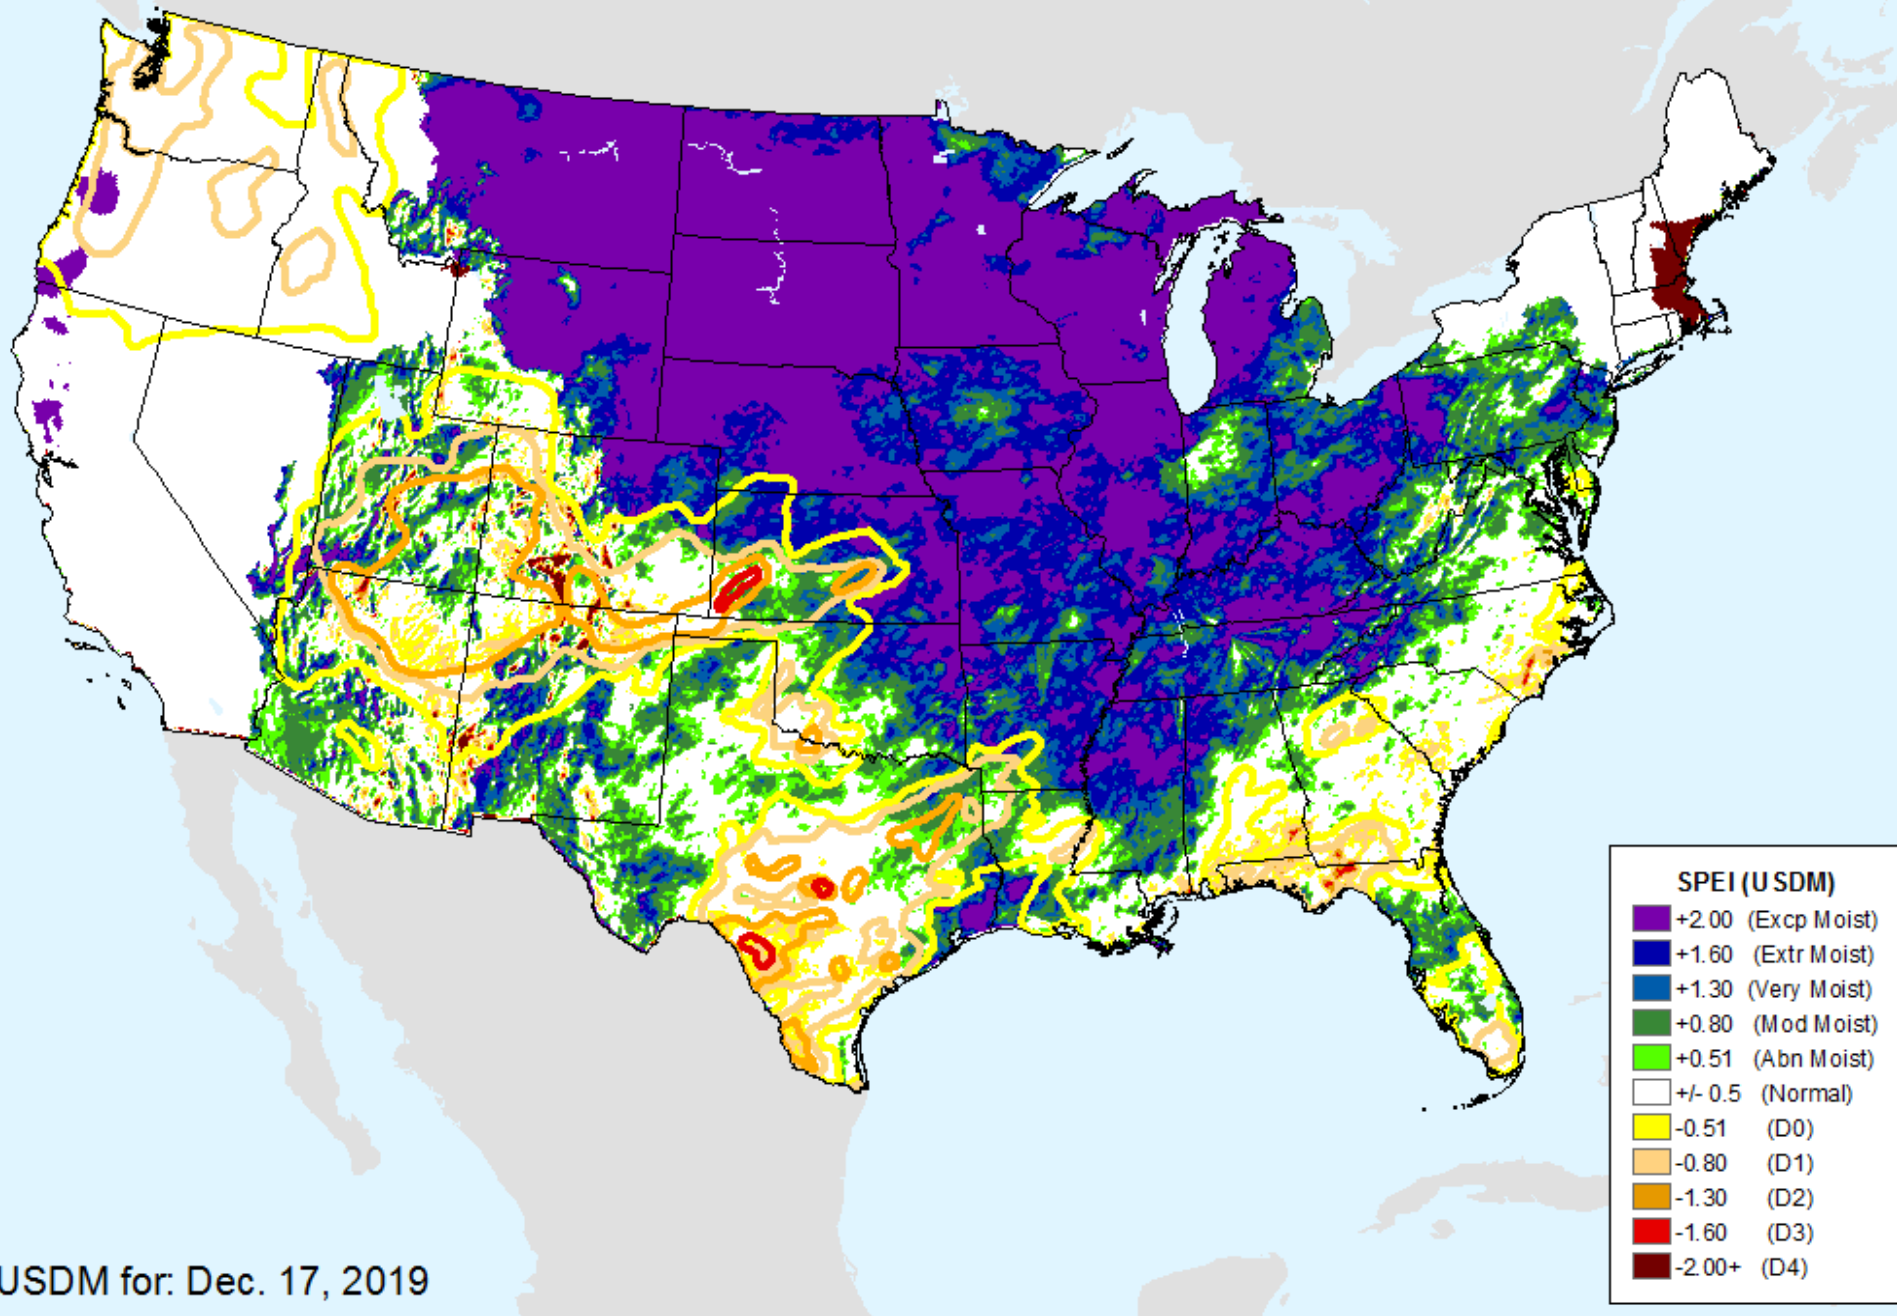 SPEI (USDM)
+2.00 (Excp Moist)
+1.60 (Extr Moist)
+1.30 (Very Moist)
+0.80 (Mod Moist)
+0.51 (Abn Moist)
+/- 0.5 (Normal)
-0.51 (D0)
-0.80 (D1)
-1.30 (D2)
-1.60 (D3)
-2.00+ (D4)
USDM for: Dec. 17, 2019